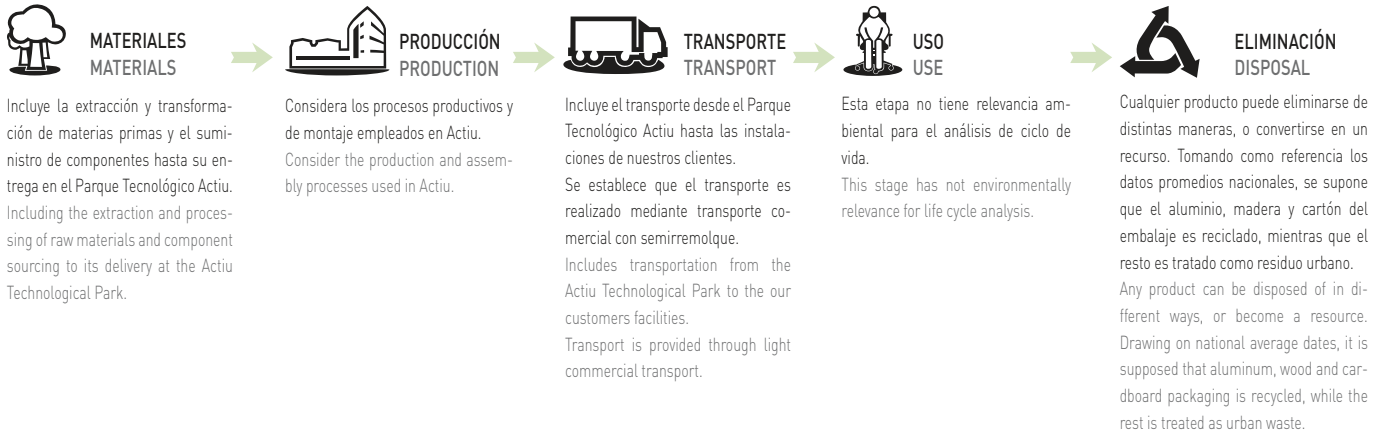 MATERIALES
MATERIALS
Incluye la extracción y transforma-
ción de materias primas y el sumi-
nistro de componentes hasta su en-
trega en el Parque Tecnológico Actiu.
Including the extraction and proces-
sing of raw materials and component
sourcing to its delivery at the Actiu
Technological Park.
PRODUCCIÓN
PRODUCTION
Considera los procesos productivos y
de montaje empleados en Actiu.
Consider the production and assem-
bly processes used in Actiu.
TRANSPORTE
TRANSPORT
Incluye el transporte desde el Parque
Tecnológico Actiu hasta las instala-
ciones de nuestros clientes.
Se establece que el transporte es
realizado mediante transporte co-
mercial con semirremolque.
Includes transportation from the
Actiu Technological Park to the our
customers facilities.
Transport is provided through light
commercial transport.
USO
USE
Esta etapa no tiene relevancia am-
biental para el análisis de ciclo de
vida.
This stage has not environmentally
relevance for life cycle analysis.
ELIMINACIÓN
DISPOSAL
Cualquier producto puede eliminarse de
distintas maneras, o convertirse en un
recurso. Tomando como referencia los
datos promedios nacionales, se supone
que el aluminio, madera y cartón del
embalaje es reciclado, mientras que el
resto es tratado como residuo urbano.
Any product can be disposed of in di-
fferent ways, or become a resource.
Drawing on national average dates, it is
supposed that aluminum, wood and car-
dboard packaging is recycled, while the
rest is treated as urban waste.